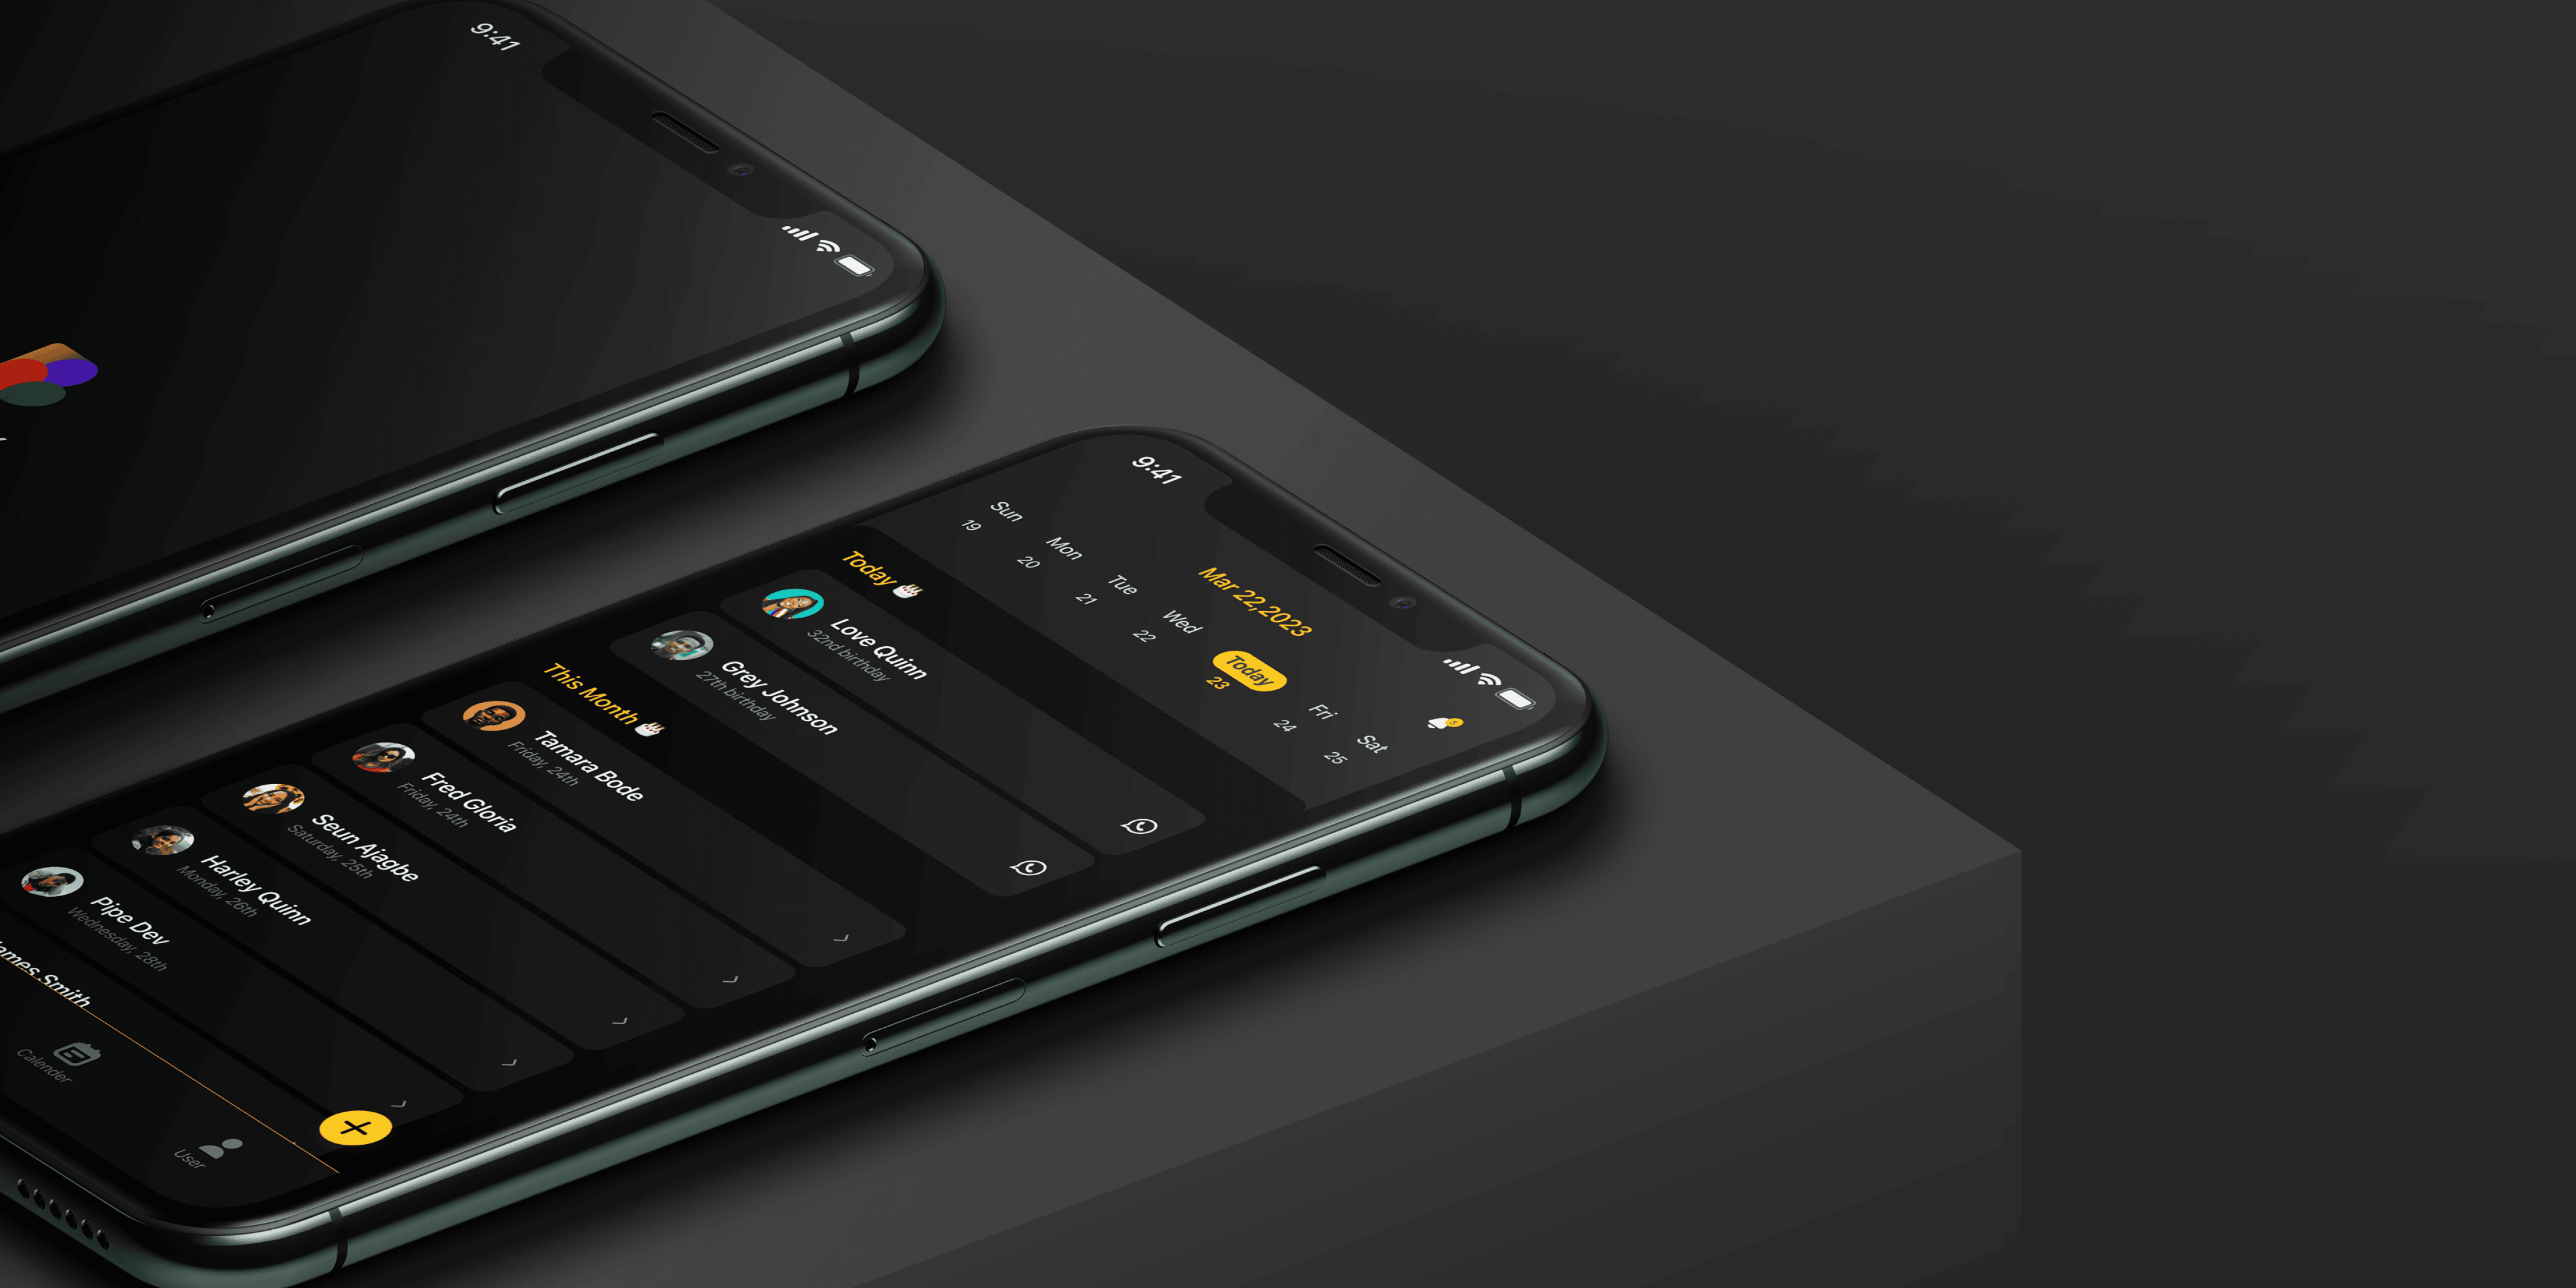 9:41
9:41
Mar 22,2023
Sun Mon Tue Wed Today Fri Sat
19 20 21 22 23 24 25
Today
Love Quinn
32nd birthday
Grey Johnson
27th birthday
This Month
Tamara Bode
Friday, 24th
Fred Gloria
Friday, 24th
Seun Ajagbe
Saturday, 25th
Harley Quinn
Monday, 26th
Pipe Dev
Wednesday, 28th
Smith
Calender
User